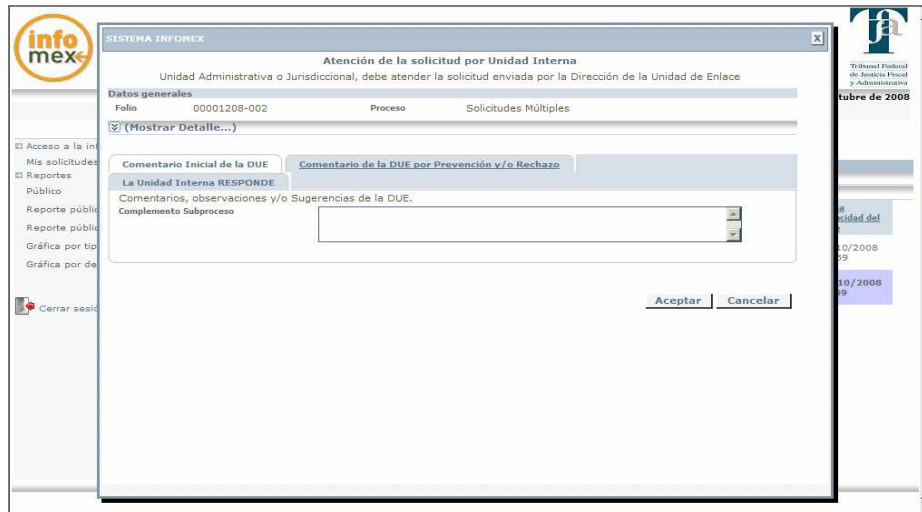 info
mex
SISTEMA INFOMEX
X
Atención de la solicitud por Unidad Interna
Unidad Administrativa o Jurisdiccional, debe atender la solicitud enviada por la Dirección de la Unidad de Enlace
Datos generales
Folio 00001208-002 Proceso Solicitudes Múltiples
(Mostrar Detalle...)
Comentario Inicial de la DUE Comentario de la DUE por Prevención y/o Rechazo
La Unidad Interna RESPONDE
Comentarios, observaciones y/o Sugerencias de la DUE.
Complemento Subproceso
Aceptar Cancelar
Acceso a la inf
Mis solicitudes
Reportes
Público
Reporte públic
Reporte públic
Gráfica por tip
Gráfica por de
Cerrar sesió
Tribunal Federal
de Justicia Fiscal
y Administrativa
tubre de 2008
cidad del
10/2008
59
10/2008